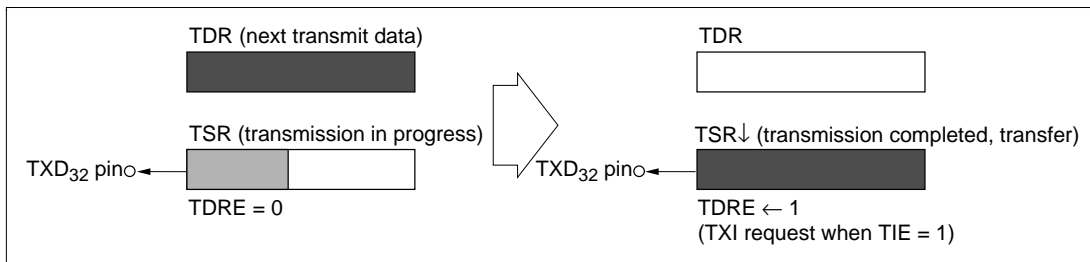 TDR (next transmit data)
TSR (transmission in progress)
TXD32 pin
TDRE = 0
TDR
TSR↓ (transmission completed, transfer)
TXD32 pin
TDRE ← 1
(TXI request when TIE = 1)